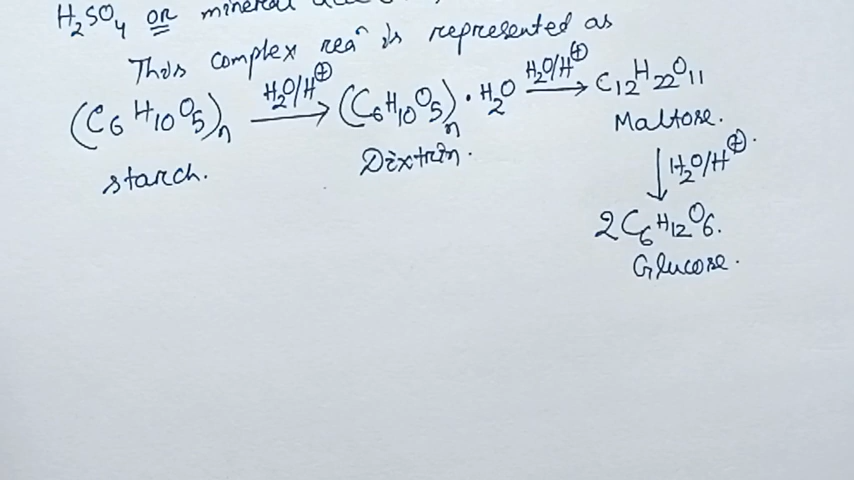 H₂SO₄ or mineral
This complex reaⁿ is represented as
(C₆H₁₀O₅)ₙ —H₂O/H⊕→ (C₆H₁₀O₅)ₙ · H₂O —H₂O/H⊕→ C₁₂H₂₂O₁₁
starch. Dixtrin. Maltose.
↓ H₂O/H⊕.
2C₆H₁₂O₆.
Glucose.